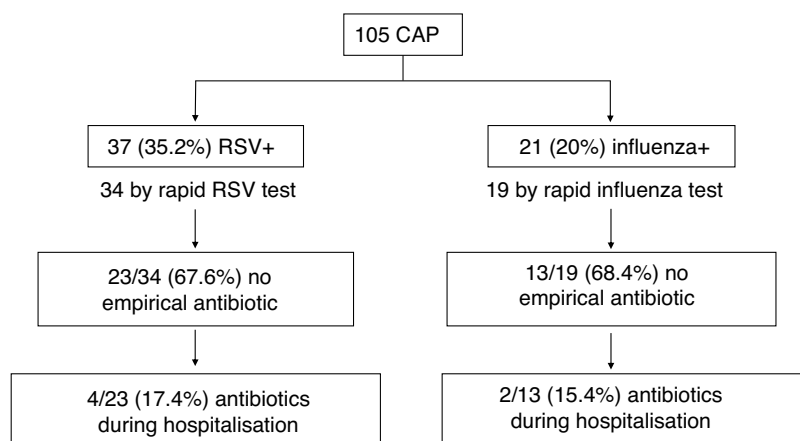 105 CAP
37 (35.2%) RSV+
34 by rapid RSV test
23/34 (67.6%) no
empirical antibiotic
4/23 (17.4%) antibiotics
during hospitalisation
21 (20%) influenza+
19 by rapid influenza test
13/19 (68.4%) no
empirical antibiotic
2/13 (15.4%) antibiotics
during hospitalisation